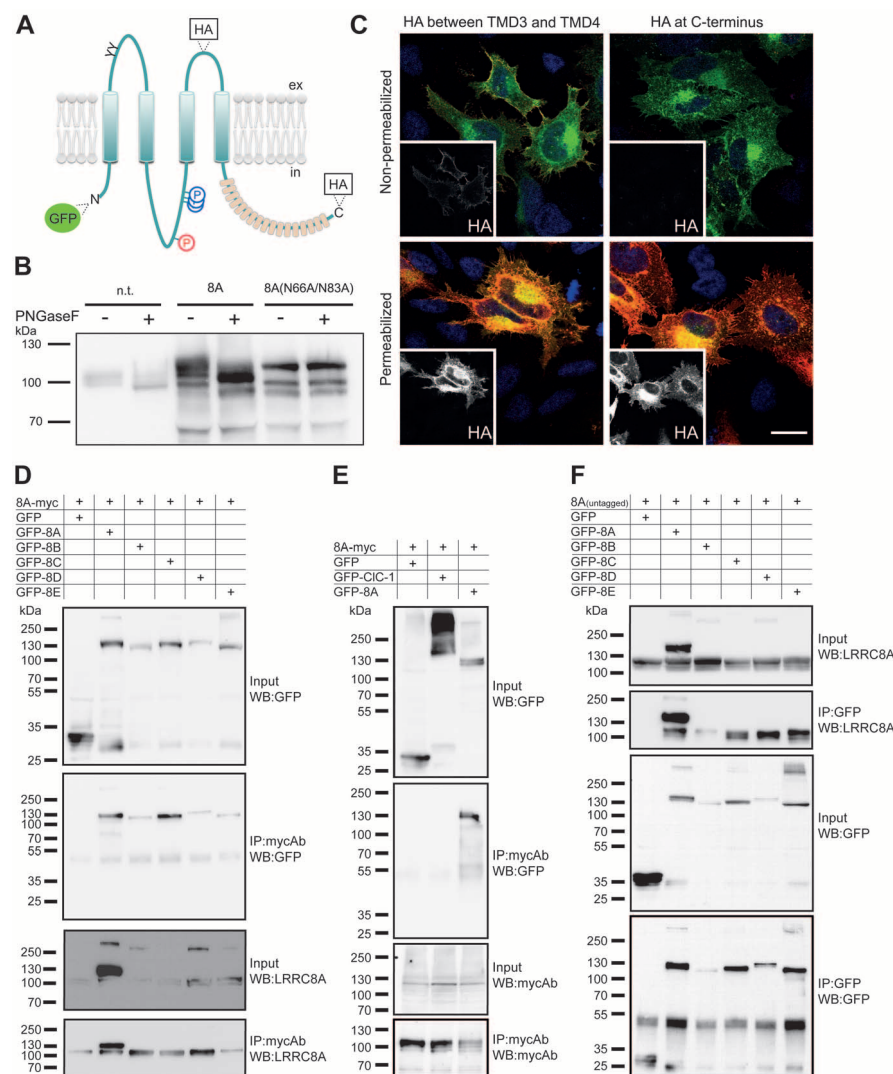 A
HA
ex
in
N
GFP
P
P
HA
C
B
n.t.
8A
8A(N66A/N83A)
PNGaseF
- + - + - +
kDa
130
100
70
C
HA between TMD3 and TMD4
HA at C-terminus
Non-permeabilized
HA
HA
Permeabilized
HA
HA
D
8A-myc + + + + + +
GFP +
GFP-8A +
GFP-8B +
GFP-8C +
GFP-8D +
GFP-8E +
kDa
250
130
100
70
55
35
25
Input
WB:GFP
250
130
100
70
55
35
25
IP:mycAb
WB:GFP
250
130
100
70
Input
WB:LRRC8A
250
130
100
70
IP:mycAb
WB:LRRC8A
E
8A-myc + + +
GFP +
GFP-ClC-1 +
GFP-8A +
kDa
250
130
100
70
55
35
25
Input
WB:GFP
250
130
100
70
55
35
25
IP:mycAb
WB:GFP
250
130
100
70
Input
WB:mycAb
130
100
70
IP:mycAb
WB:mycAb
F
8A(untagged) + + + + + +
GFP +
GFP-8A +
GFP-8B +
GFP-8C +
GFP-8D +
GFP-8E +
kDa
250
130
100
Input
WB:LRRC8A
250
130
100
IP:GFP
WB:LRRC8A
250
130
100
70
55
35
25
Input
WB:GFP
250
130
100
70
55
35
25
IP:GFP
WB:GFP